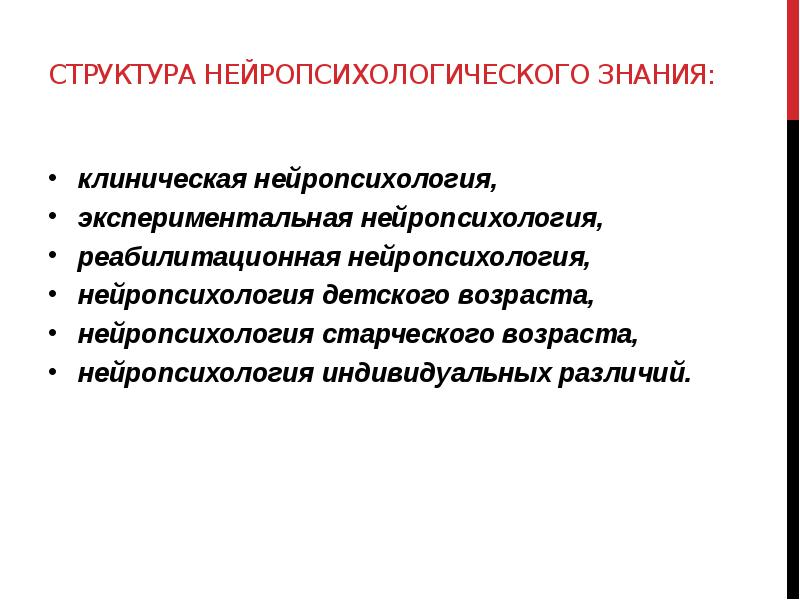 СТРУКТУРА НЕЙРОПСИХОЛОГИЧЕСКОГО ЗНАНИЯ:
• клиническая нейропсихология,
• экспериментальная нейропсихология,
• реабилитационная нейропсихология,
• нейропсихология детского возраста,
• нейропсихология старческого возраста,
• нейропсихология индивидуальных различий.